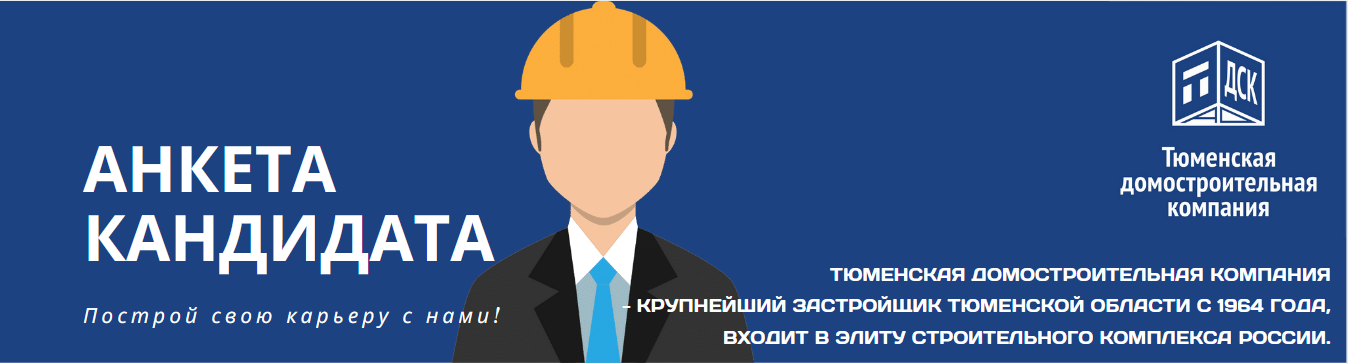 АНКЕТА
КАНДИДАТА
Построй свою карьеру с нами!
ТДСК
Тюменская
домостроительная
компания
ТЮМЕНСКАЯ ДОМОСТРОИТЕЛЬНАЯ КОМПАНИЯ
- КРУПНЕЙШИЙ ЗАСТРОЙЩИК ТЮМЕНСКОЙ ОБЛАСТИ С 1964 ГОДА,
ВХОДИТ В ЭЛИТУ СТРОИТЕЛЬНОГО КОМПЛЕКСА РОССИИ.